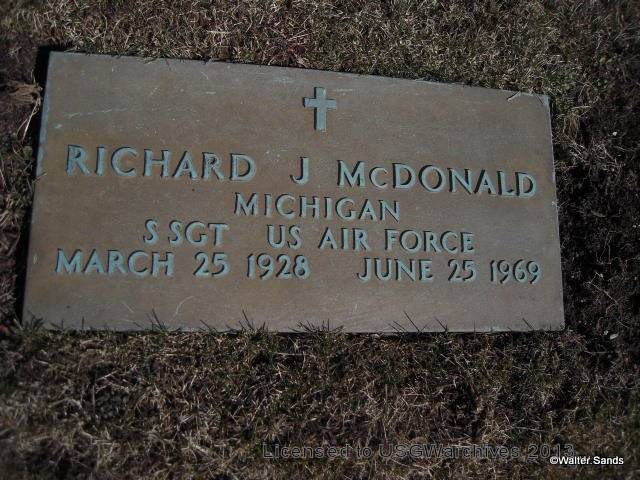 RICHARD J McDONALD
MICHIGAN
S SGT US AIR FORCE
MARCH 25 1928 JUNE 25 1969
Licensed to USGWarchives 2013
©Walter.Sands